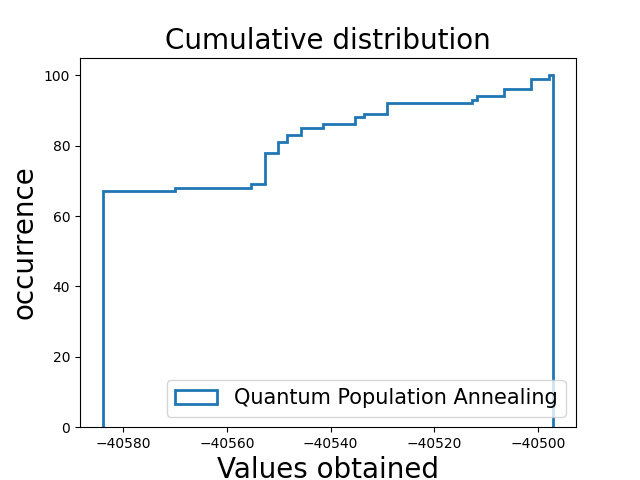 Cumulative distribution
occurrence
100
80
60
40
20
0
Quantum Population Annealing
−40580
−40560
−40540
−40520
−40500
Values obtained